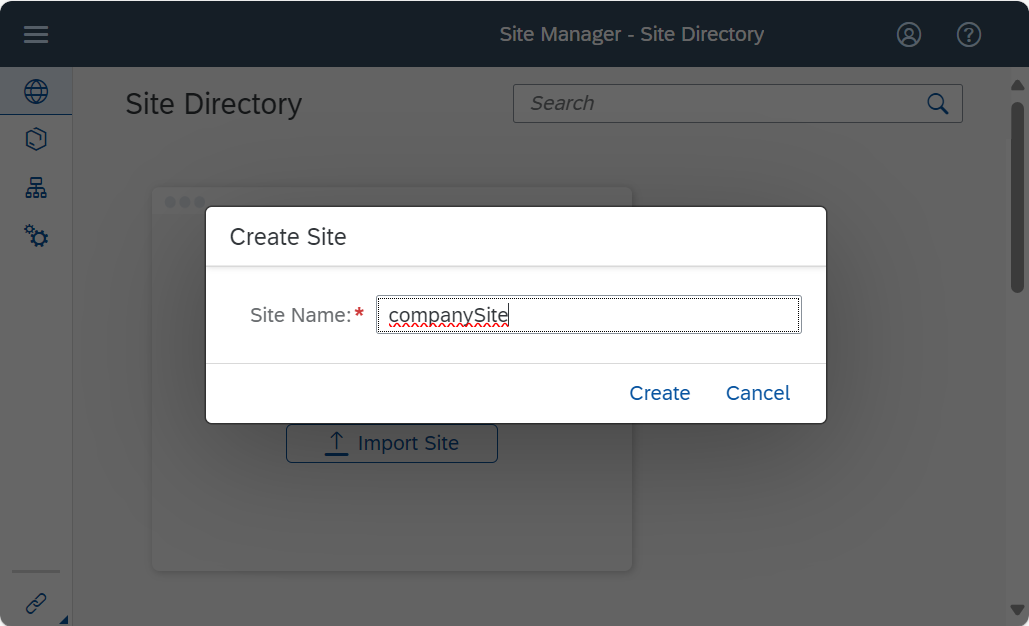 Site Manager - Site Directory
Site Directory
Search
Create Site
Site Name:*
companySite
Create Cancel
Import Site